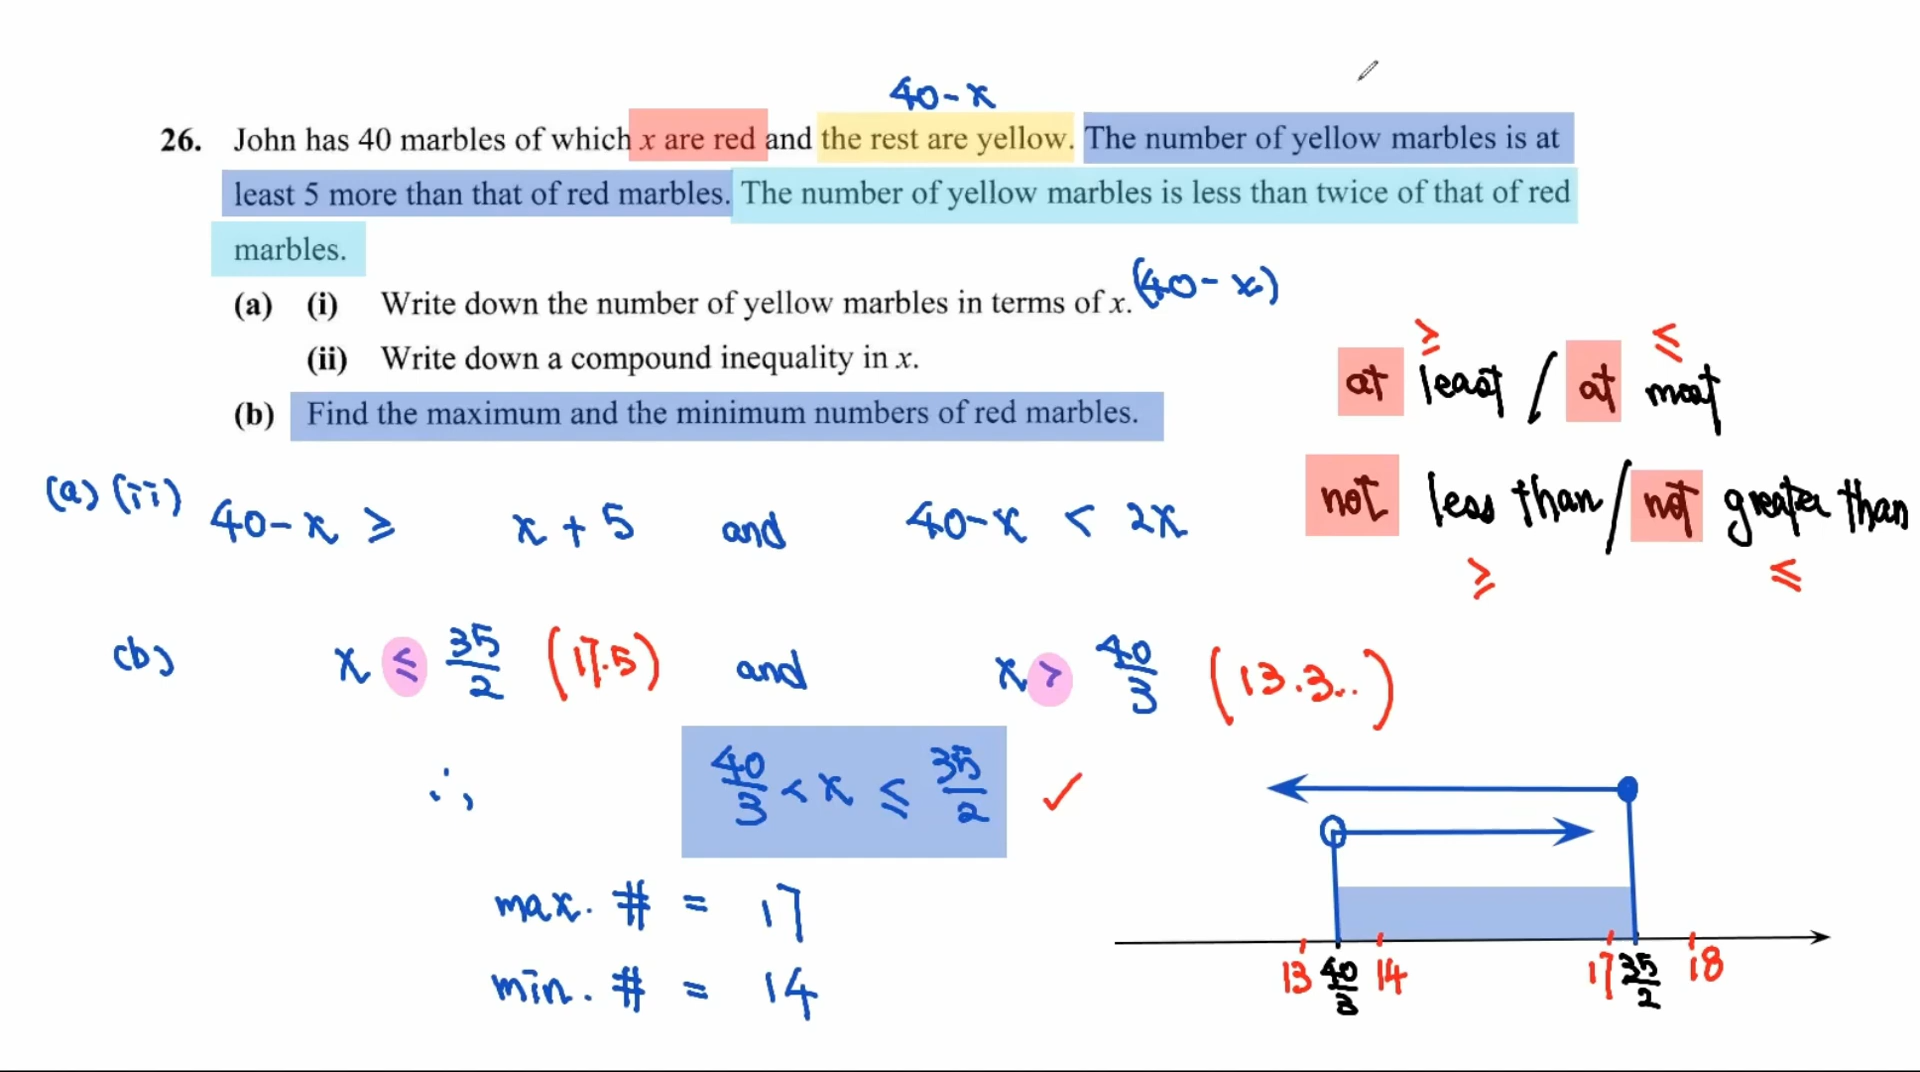 40-x
26. John has 40 marbles of which x are red and the rest are yellow. The number of yellow marbles is at
least 5 more than that of red marbles. The number of yellow marbles is less than twice of that of red
marbles.
(a) (i) Write down the number of yellow marbles in terms of x. (40-x)
(ii) Write down a compound inequality in x.
(b) Find the maximum and the minimum numbers of red marbles.
≥ ≤
at least / at most
not less than / not greater than
≥ ≤
(a) (ii) 40-x ≥ x + 5 and 40-x < 2x
(b) x ≤ 35/2 (17.5) and x > 40/3 (13.3..)
∴, 40/3 < x ≤ 35/2 ✓
max. # = 17
min. # = 14
13 40/3 14 17 35/2 18